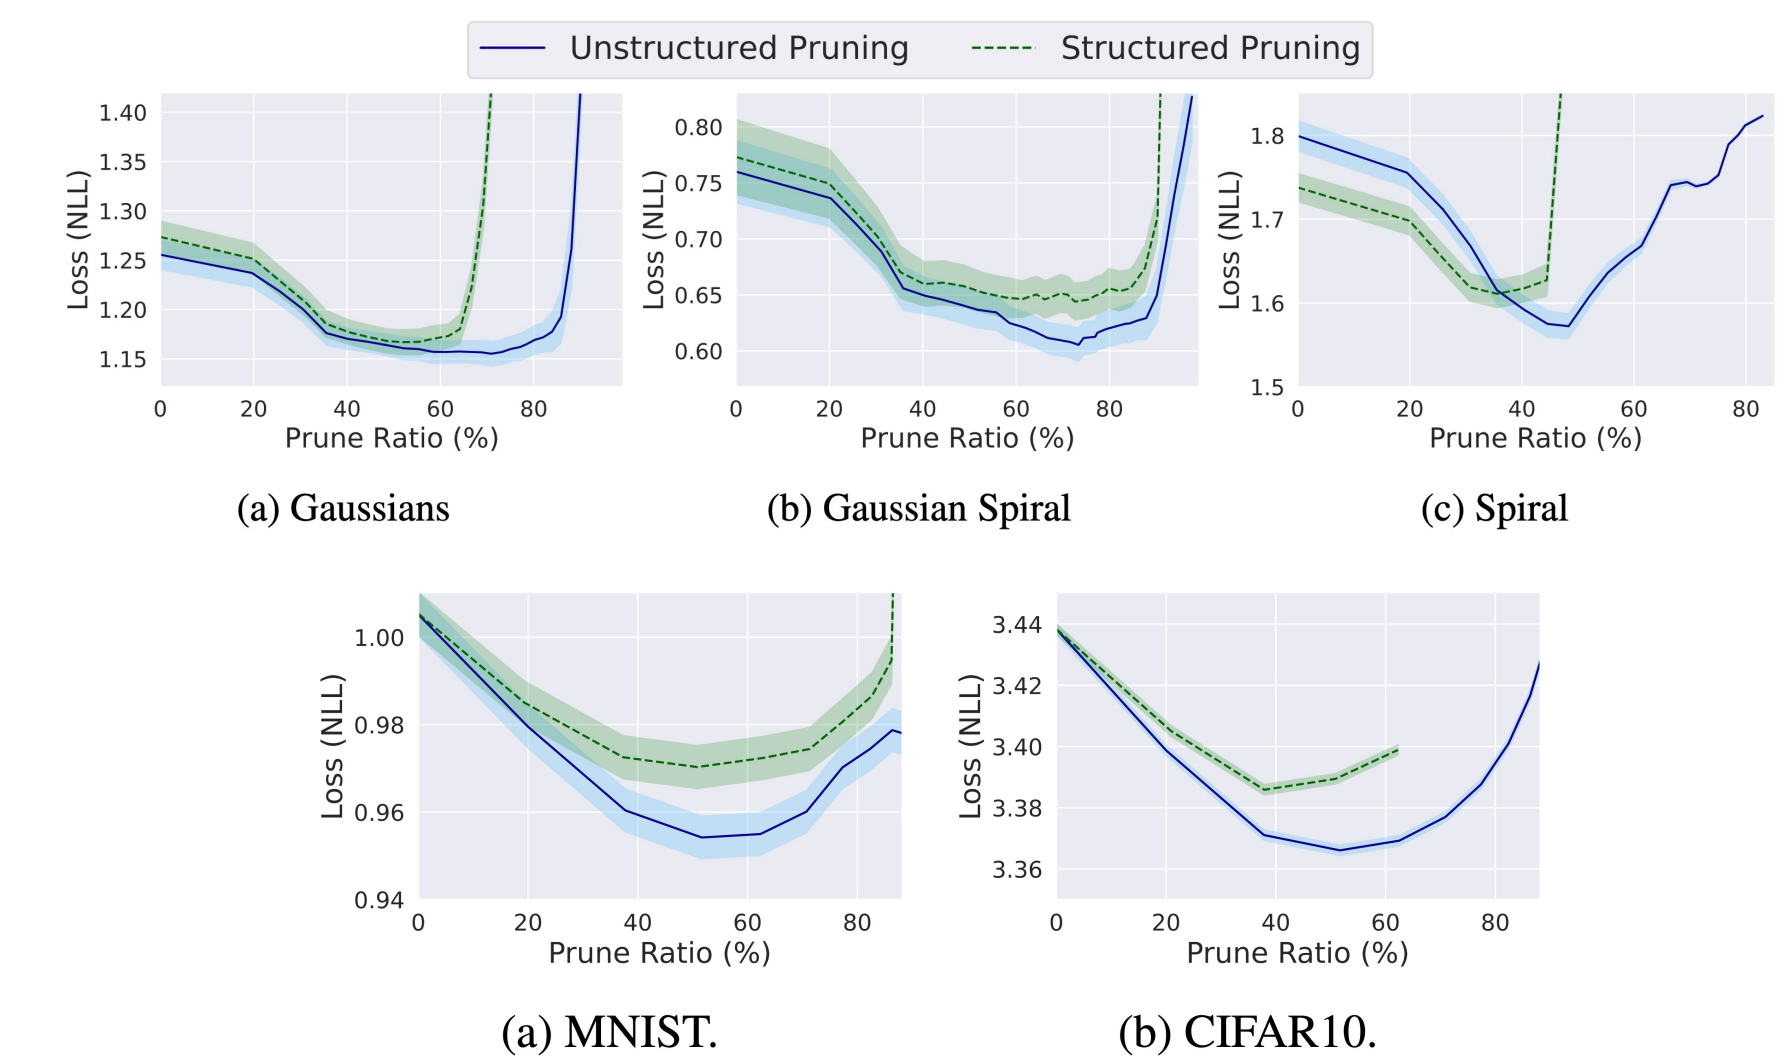 Unstructured Pruning Structured Pruning
1.40
1.35
1.30
1.25
1.20
1.15
Loss (NLL)
0 20 40 60 80
Prune Ratio (%)
(a) Gaussians
0.80
0.75
0.70
0.65
0.60
Loss (NLL)
0 20 40 60 80
Prune Ratio (%)
(b) Gaussian Spiral
1.8
1.7
1.6
1.5
Loss (NLL)
0 20 40 60 80
Prune Ratio (%)
(c) Spiral
1.00
0.98
0.96
0.94
Loss (NLL)
0 20 40 60 80
Prune Ratio (%)
(a) MNIST.
3.44
3.42
3.40
3.38
3.36
Loss (NLL)
0 20 40 60 80
Prune Ratio (%)
(b) CIFAR10.